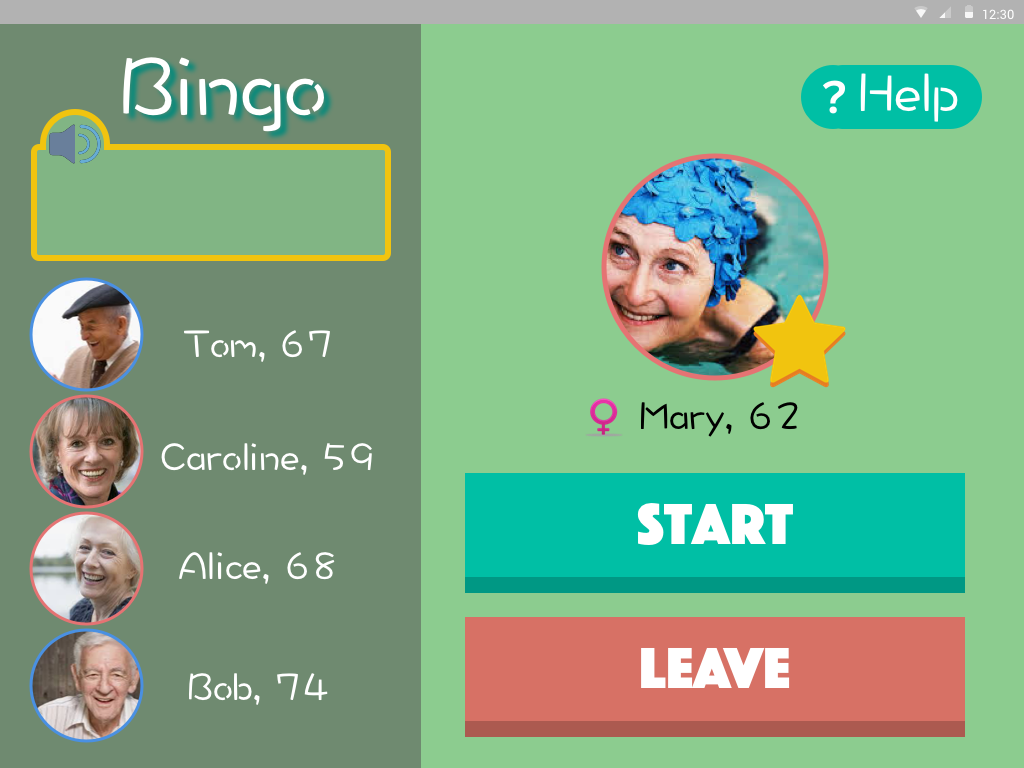 12:30
Bingo
? Help
Tom, 67
Caroline, 59
Alice, 68
Bob, 74
Mary, 62
START
LEAVE